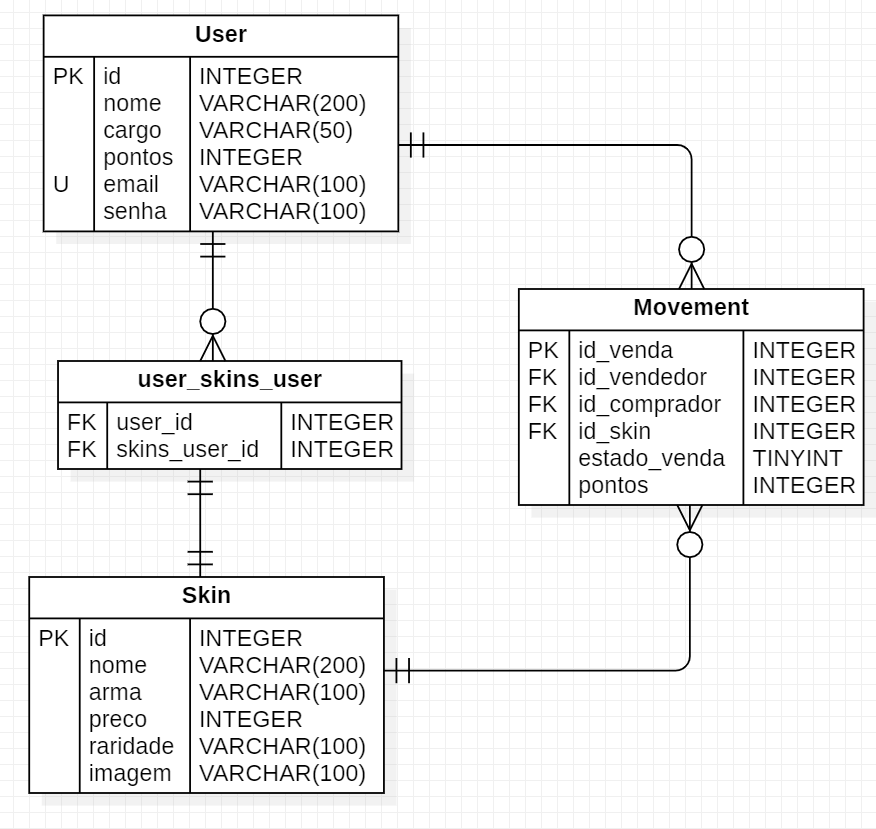 User
PK id INTEGER
nome VARCHAR(200)
cargo VARCHAR(50)
pontos INTEGER
U email VARCHAR(100)
senha VARCHAR(100)
Movement
PK id_venda INTEGER
FK id_vendedor INTEGER
FK id_comprador INTEGER
FK id_skin INTEGER
estado_venda TINYINT
pontos INTEGER
user_skins_user
FK user_id INTEGER
FK skins_user_id INTEGER
Skin
PK id INTEGER
nome VARCHAR(200)
arma VARCHAR(100)
preco INTEGER
raridade VARCHAR(100)
imagem VARCHAR(100)